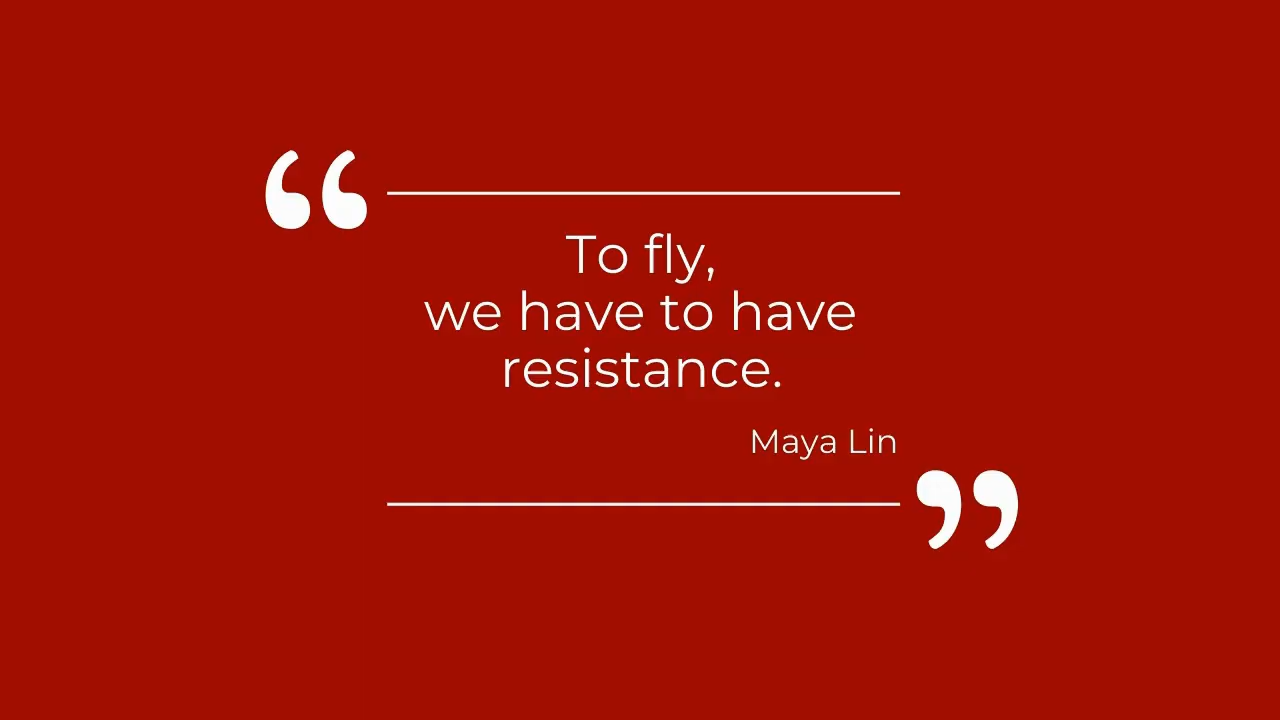 “
To fly,
we have to have
resistance.
Maya Lin
”